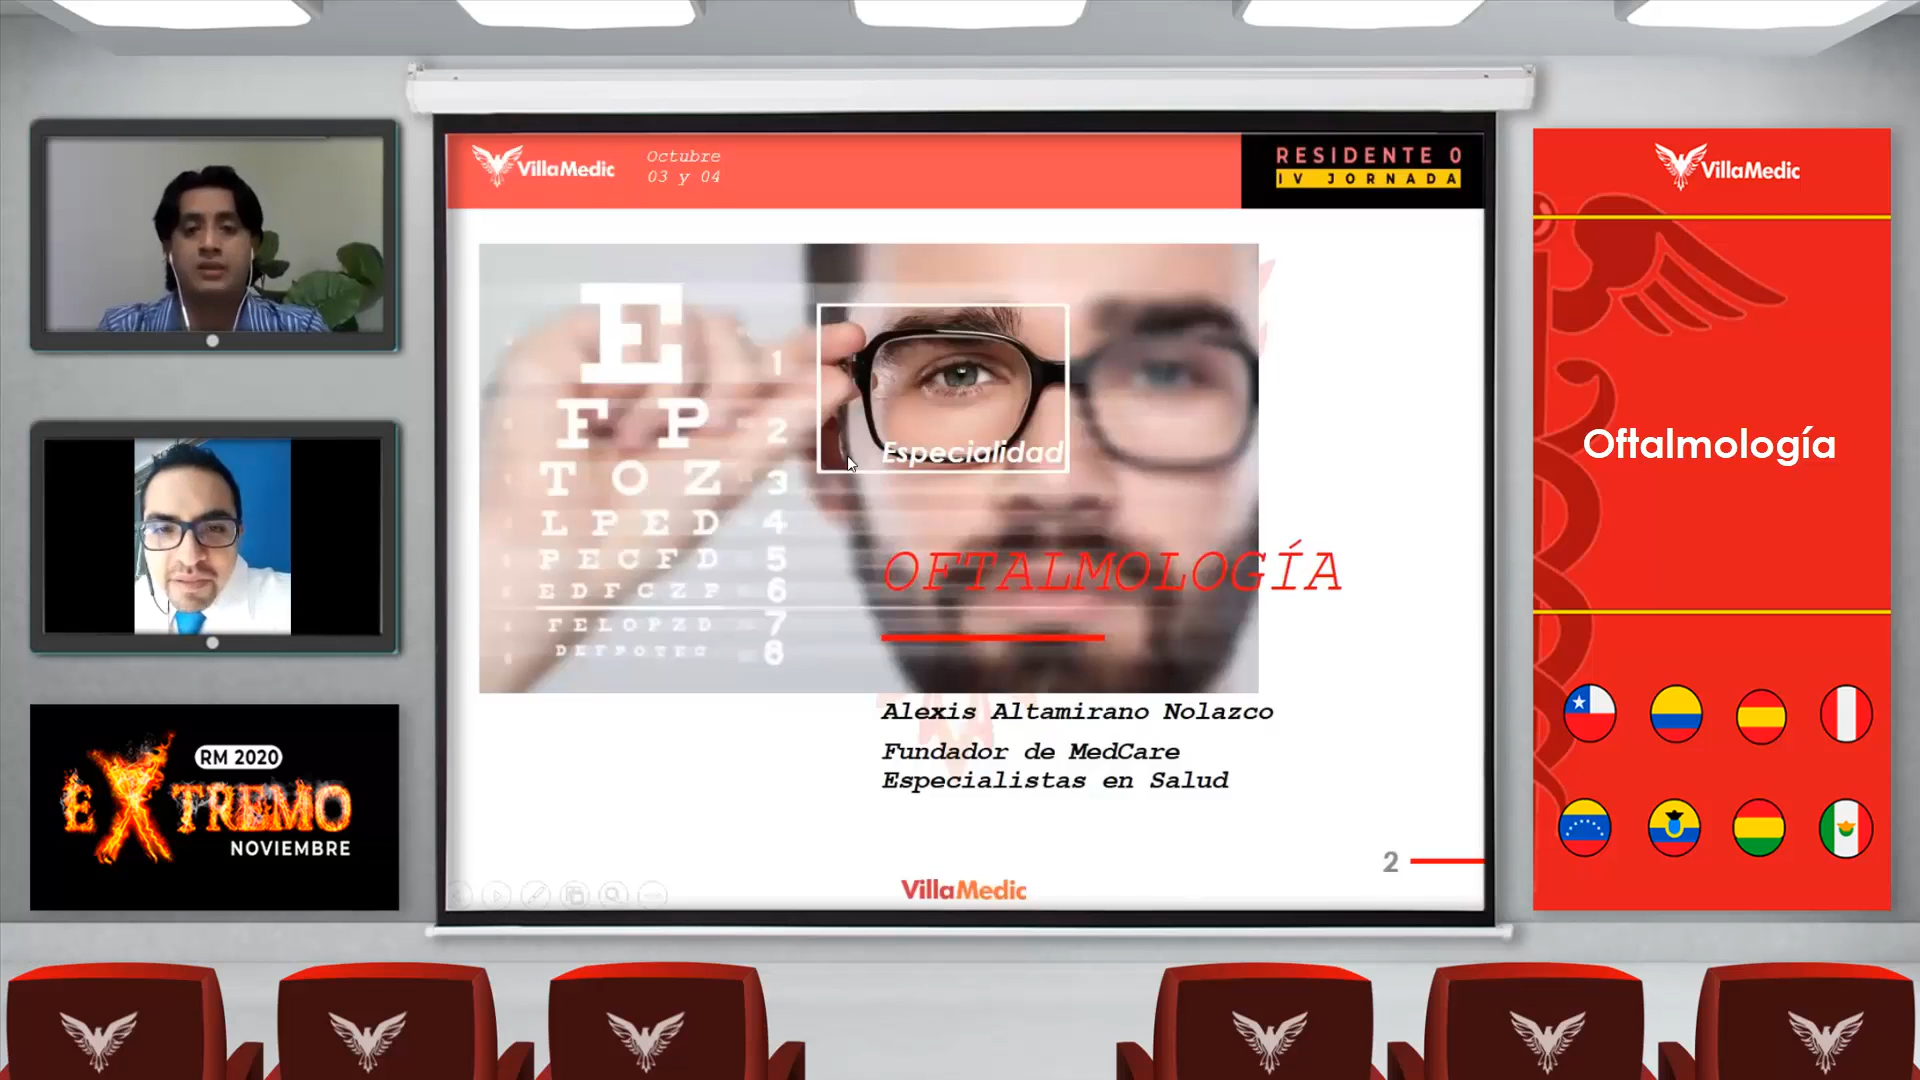 VillaMedic
Octubre
03 y 04
RESIDENTE 0
IV JORNADA
E
1
F P
2
T O Z
3
L P E D
4
P E C F D
5
E D F C Z P
6
F E L O P Z D
7
8
Especialidad
OFTALMOLOGÍA
Alexis Altamirano Nolazco
Fundador de MedCare
Especialistas en Salud
2
VillaMedic
RM 2020
EXTREMO
NOVIEMBRE
VillaMedic
Oftalmología